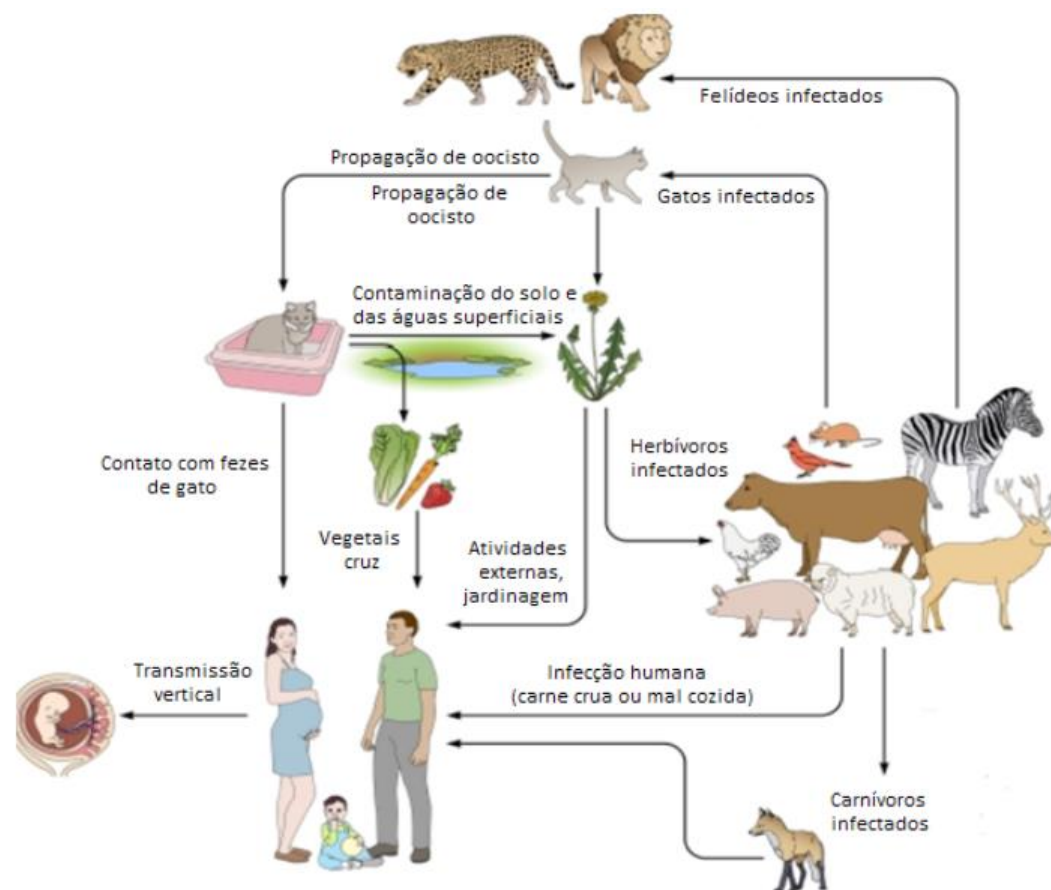 Felídeos infectados
Propagação de oocisto
Propagação de
oocisto
Gatos infectados
Contaminação do solo e
das águas superficiais
Contato com fezes
de gato
Herbívoros
infectados
Vegetais
cruz
Atividades
externas,
jardinagem
Transmissão
vertical
Infecção humana
(carne crua ou mal cozida)
Carnívoros
infectados